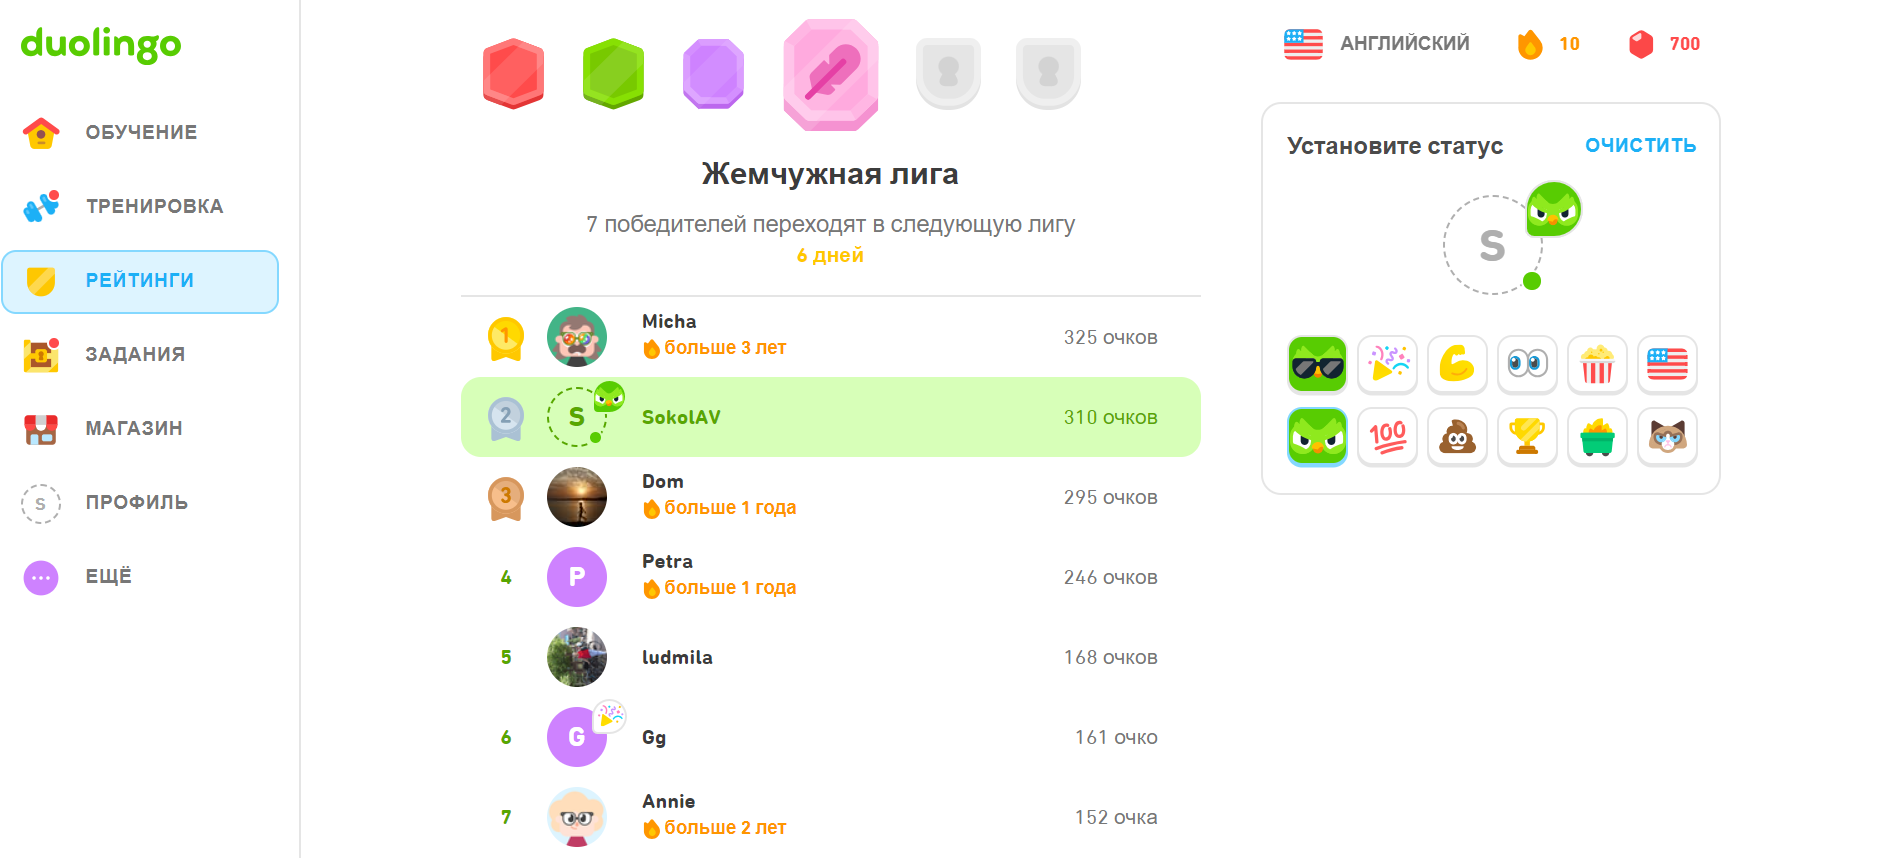 duolingo
ОБУЧЕНИЕ
ТРЕНИРОВКА
РЕЙТИНГИ
ЗАДАНИЯ
МАГАЗИН
S ПРОФИЛЬ
ЕЩЁ
Жемчужная лига
7 победителей переходят в следующую лигу
6 дней
1 Micha 325 очков
больше 3 лет
2 S SokolAV 310 очков
3 Dom 295 очков
больше 1 года
4 P Petra 246 очков
больше 1 года
5 ludmila 168 очков
6 G Gg 161 очко
7 Annie 152 очка
больше 2 лет
АНГЛИЙСКИЙ 10 700
Установите статус ОЧИСТИТЬ
S
100